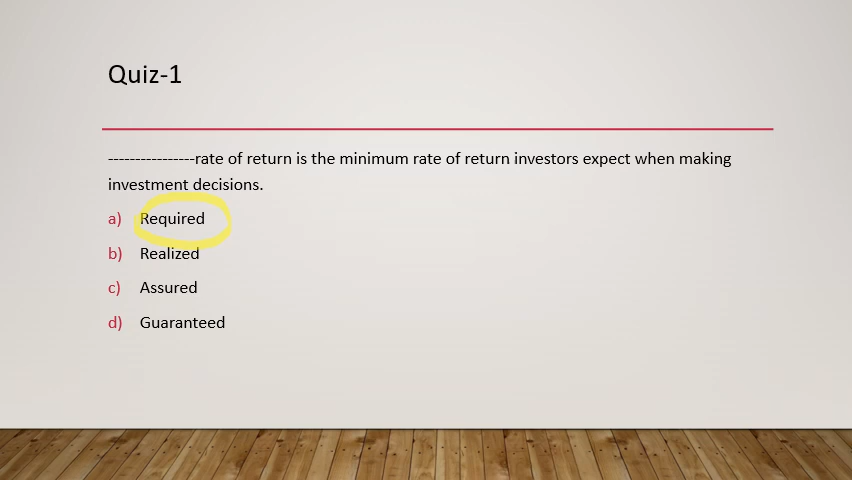 Quiz-1
----------------rate of return is the minimum rate of return investors expect when making
investment decisions.
a) Required
b) Realized
c) Assured
d) Guaranteed